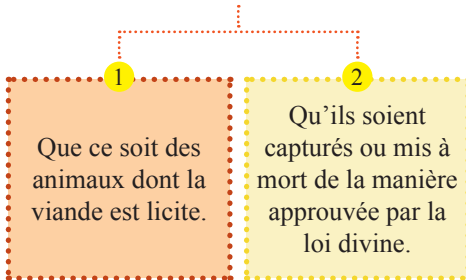 1
Que ce soit des
animaux dont la
viande est licite.
2
Qu’ils soient
capturés ou mis à
mort de la manière
approuvée par la
loi divine.